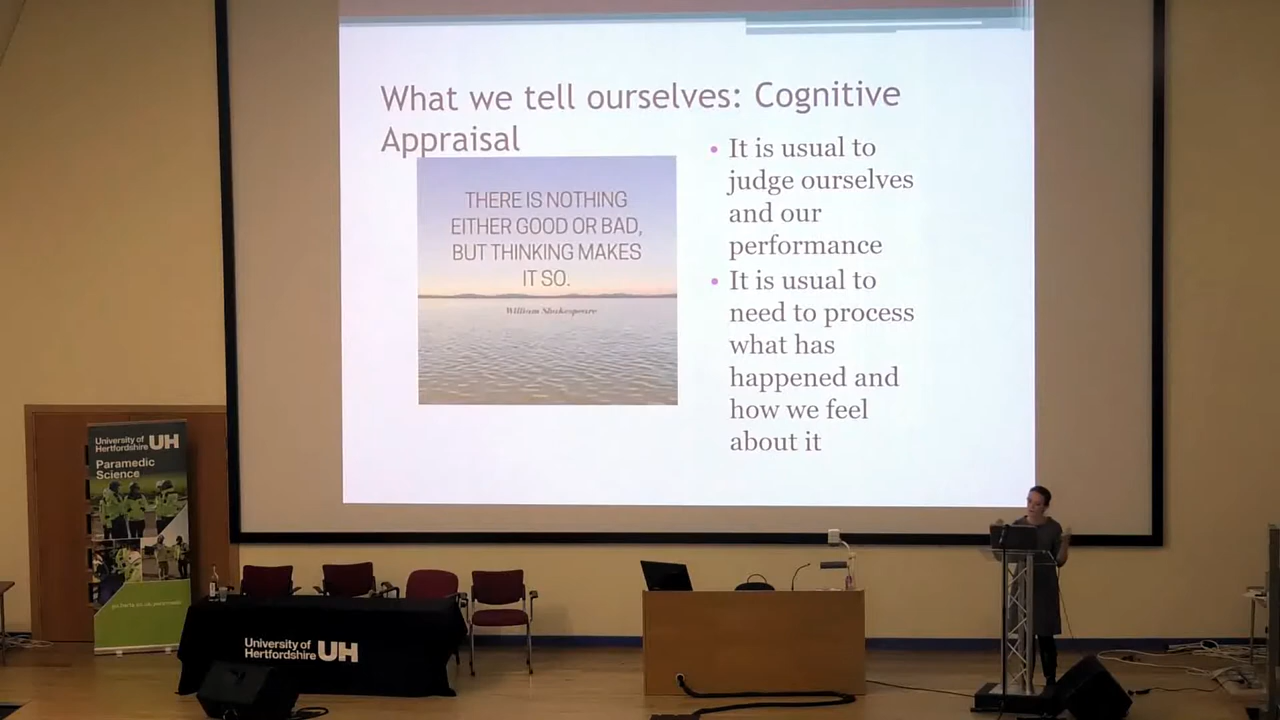 What we tell ourselves: Cognitive
Appraisal
THERE IS NOTHING
EITHER GOOD OR BAD,
BUT THINKING MAKES
IT SO.
William Shakespeare
• It is usual to
judge ourselves
and our
performance
• It is usual to
need to process
what has
happened and
how we feel
about it
University of
Hertfordshire UH
Paramedic
Science
University of
Hertfordshire UH